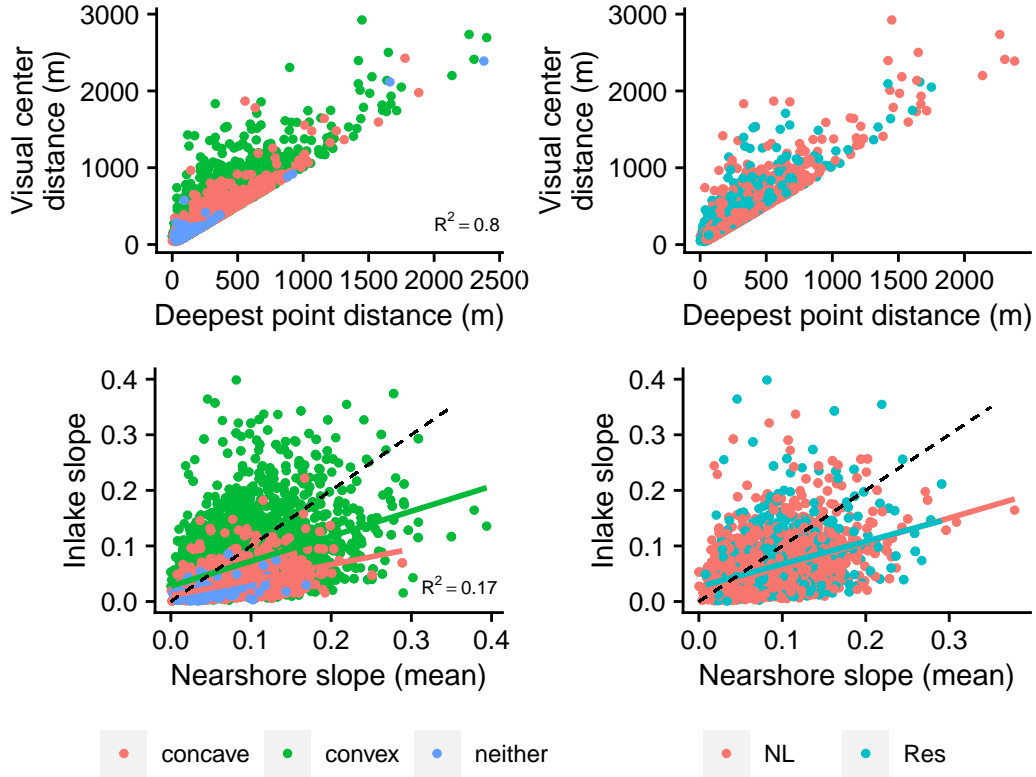 3000
2000
1000
0
Visual center
distance (m)
R² = 0.8
0 500 1000 1500 2000 2500
Deepest point distance (m)
3000
2000
1000
0
Visual center
distance (m)
0 500 1000 1500 2000
Deepest point distance (m)
0.4
0.3
0.2
0.1
0.0
Inlake slope
R² = 0.17
0.0 0.1 0.2 0.3 0.4
Nearshore slope (mean)
0.4
0.3
0.2
0.1
0.0
Inlake slope
0.0 0.1 0.2 0.3
Nearshore slope (mean)
concave convex neither
NL Res